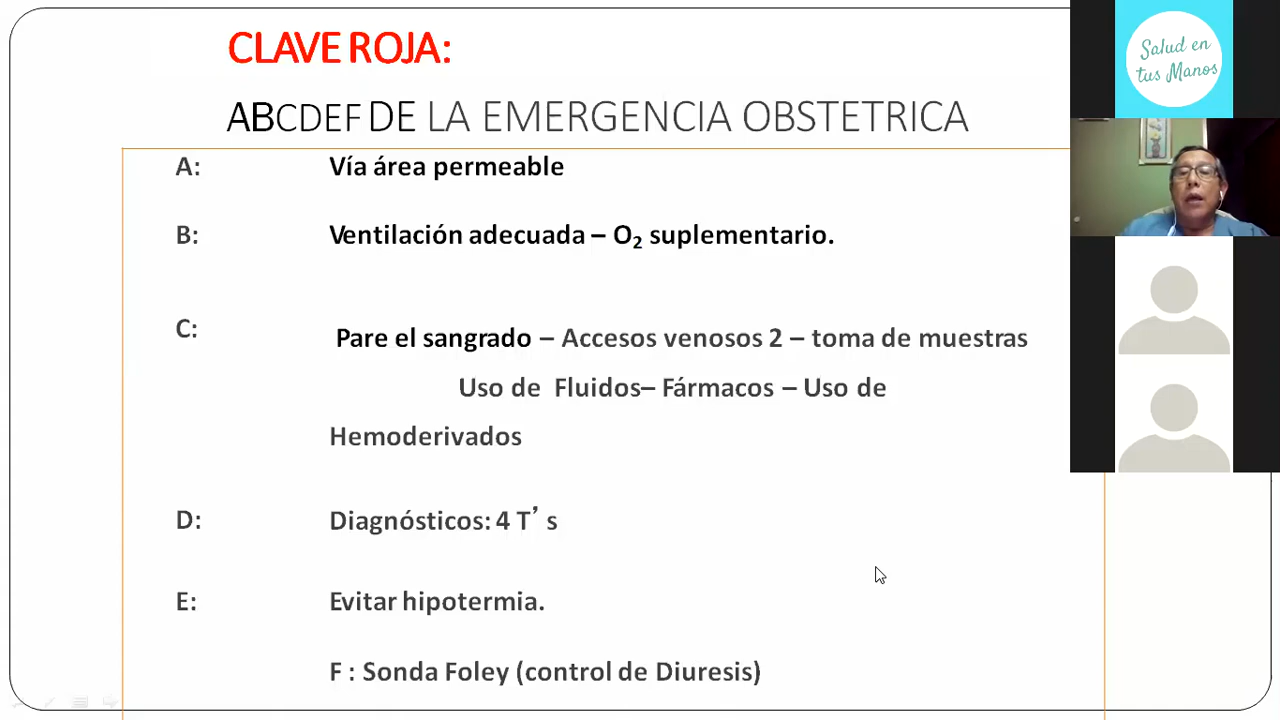 CLAVE ROJA:
ABCDEF DE LA EMERGENCIA OBSTETRICA
A: Vía área permeable
B: Ventilación adecuada – O₂ suplementario.
C: Pare el sangrado – Accesos venosos 2 – toma de muestras
Uso de Fluidos– Fármacos – Uso de
Hemoderivados
D: Diagnósticos: 4 T’ s
E: Evitar hipotermia.
F : Sonda Foley (control de Diuresis)
Salud en
tus Manos